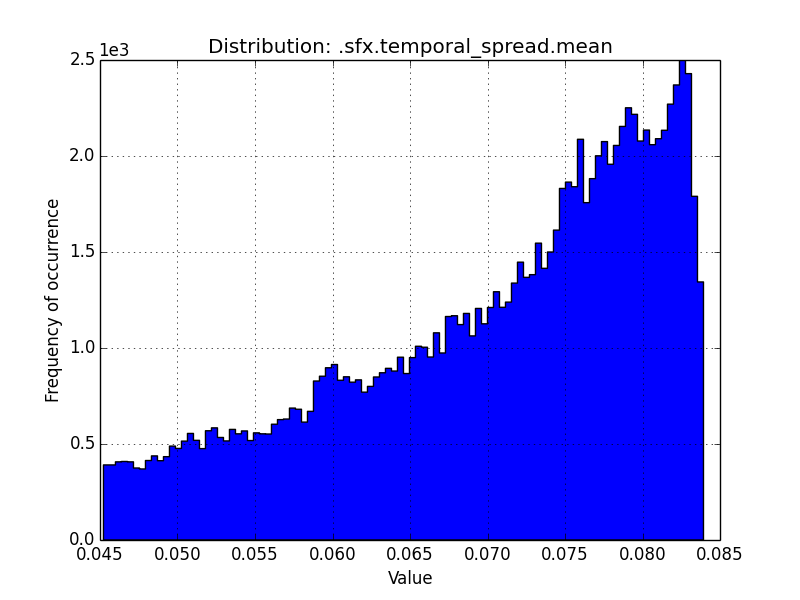 Distribution: .sfx.temporal_spread.mean
1e3
2.5
2.0
1.5
1.0
0.5
0.0
Frequency of occurrence
0.045 0.050 0.055 0.060 0.065 0.070 0.075 0.080 0.085
Value